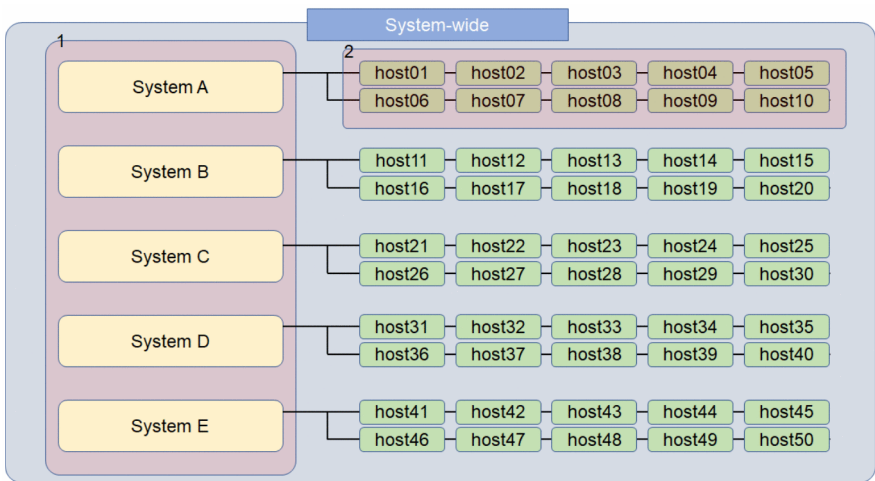 System-wide
1
2
System A
host01 host02 host03 host04 host05
host06 host07 host08 host09 host10
System B
host11 host12 host13 host14 host15
host16 host17 host18 host19 host20
System C
host21 host22 host23 host24 host25
host26 host27 host28 host29 host30
System D
host31 host32 host33 host34 host35
host36 host37 host38 host39 host40
System E
host41 host42 host43 host44 host45
host46 host47 host48 host49 host50